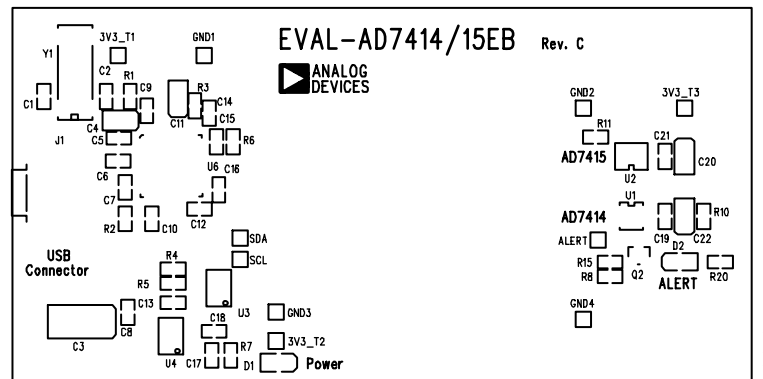 EVAL-AD7414/15EB Rev. C
ANALOG
DEVICES
3V3_T1
GND1
Y1
C2
R1
C9
R3
C14
C1
C4
C11
C15
J1
C5
R6
C6
U6
C16
C7
R2
C10
C12
GND2
3V3_T3
R11
C21
AD7415
U2
C20
U1
AD7414
R10
ALERT
C19
C22
D2
R15
R8
Q2
R20
ALERT
GND4
SDA
SCL
USB
Connector
R4
R5
C13
U3
GND3
C3
C8
C18
3V3_T2
U4
C17
R7
D1
Power